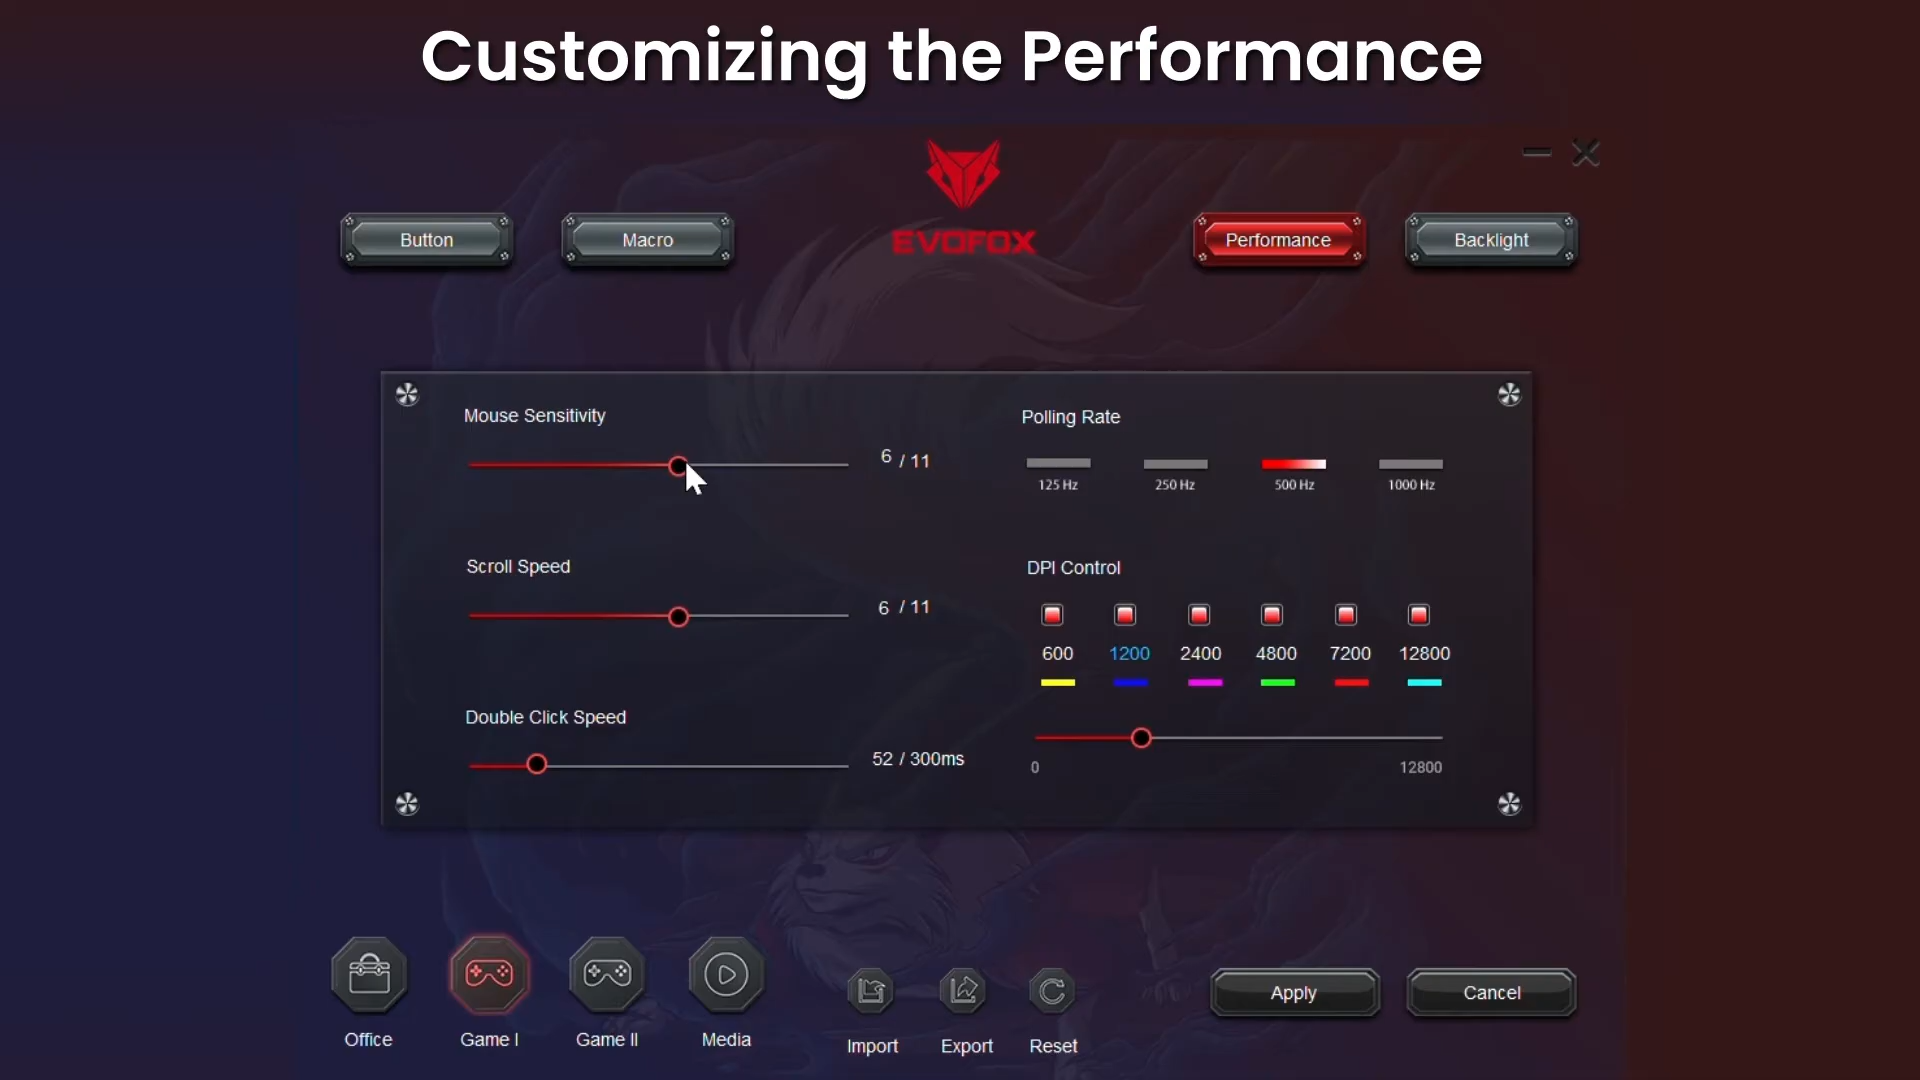 Customizing the Performance
EVOFOX
Button
Macro
Performance
Backlight
Mouse Sensitivity
6 / 11
Scroll Speed
6 / 11
Double Click Speed
52 / 300ms
Polling Rate
125 Hz 250 Hz 500 Hz 1000 Hz
DPI Control
600 1200 2400 4800 7200 12800
0 12800
Office Game I Game II Media
Import Export Reset
Apply
Cancel